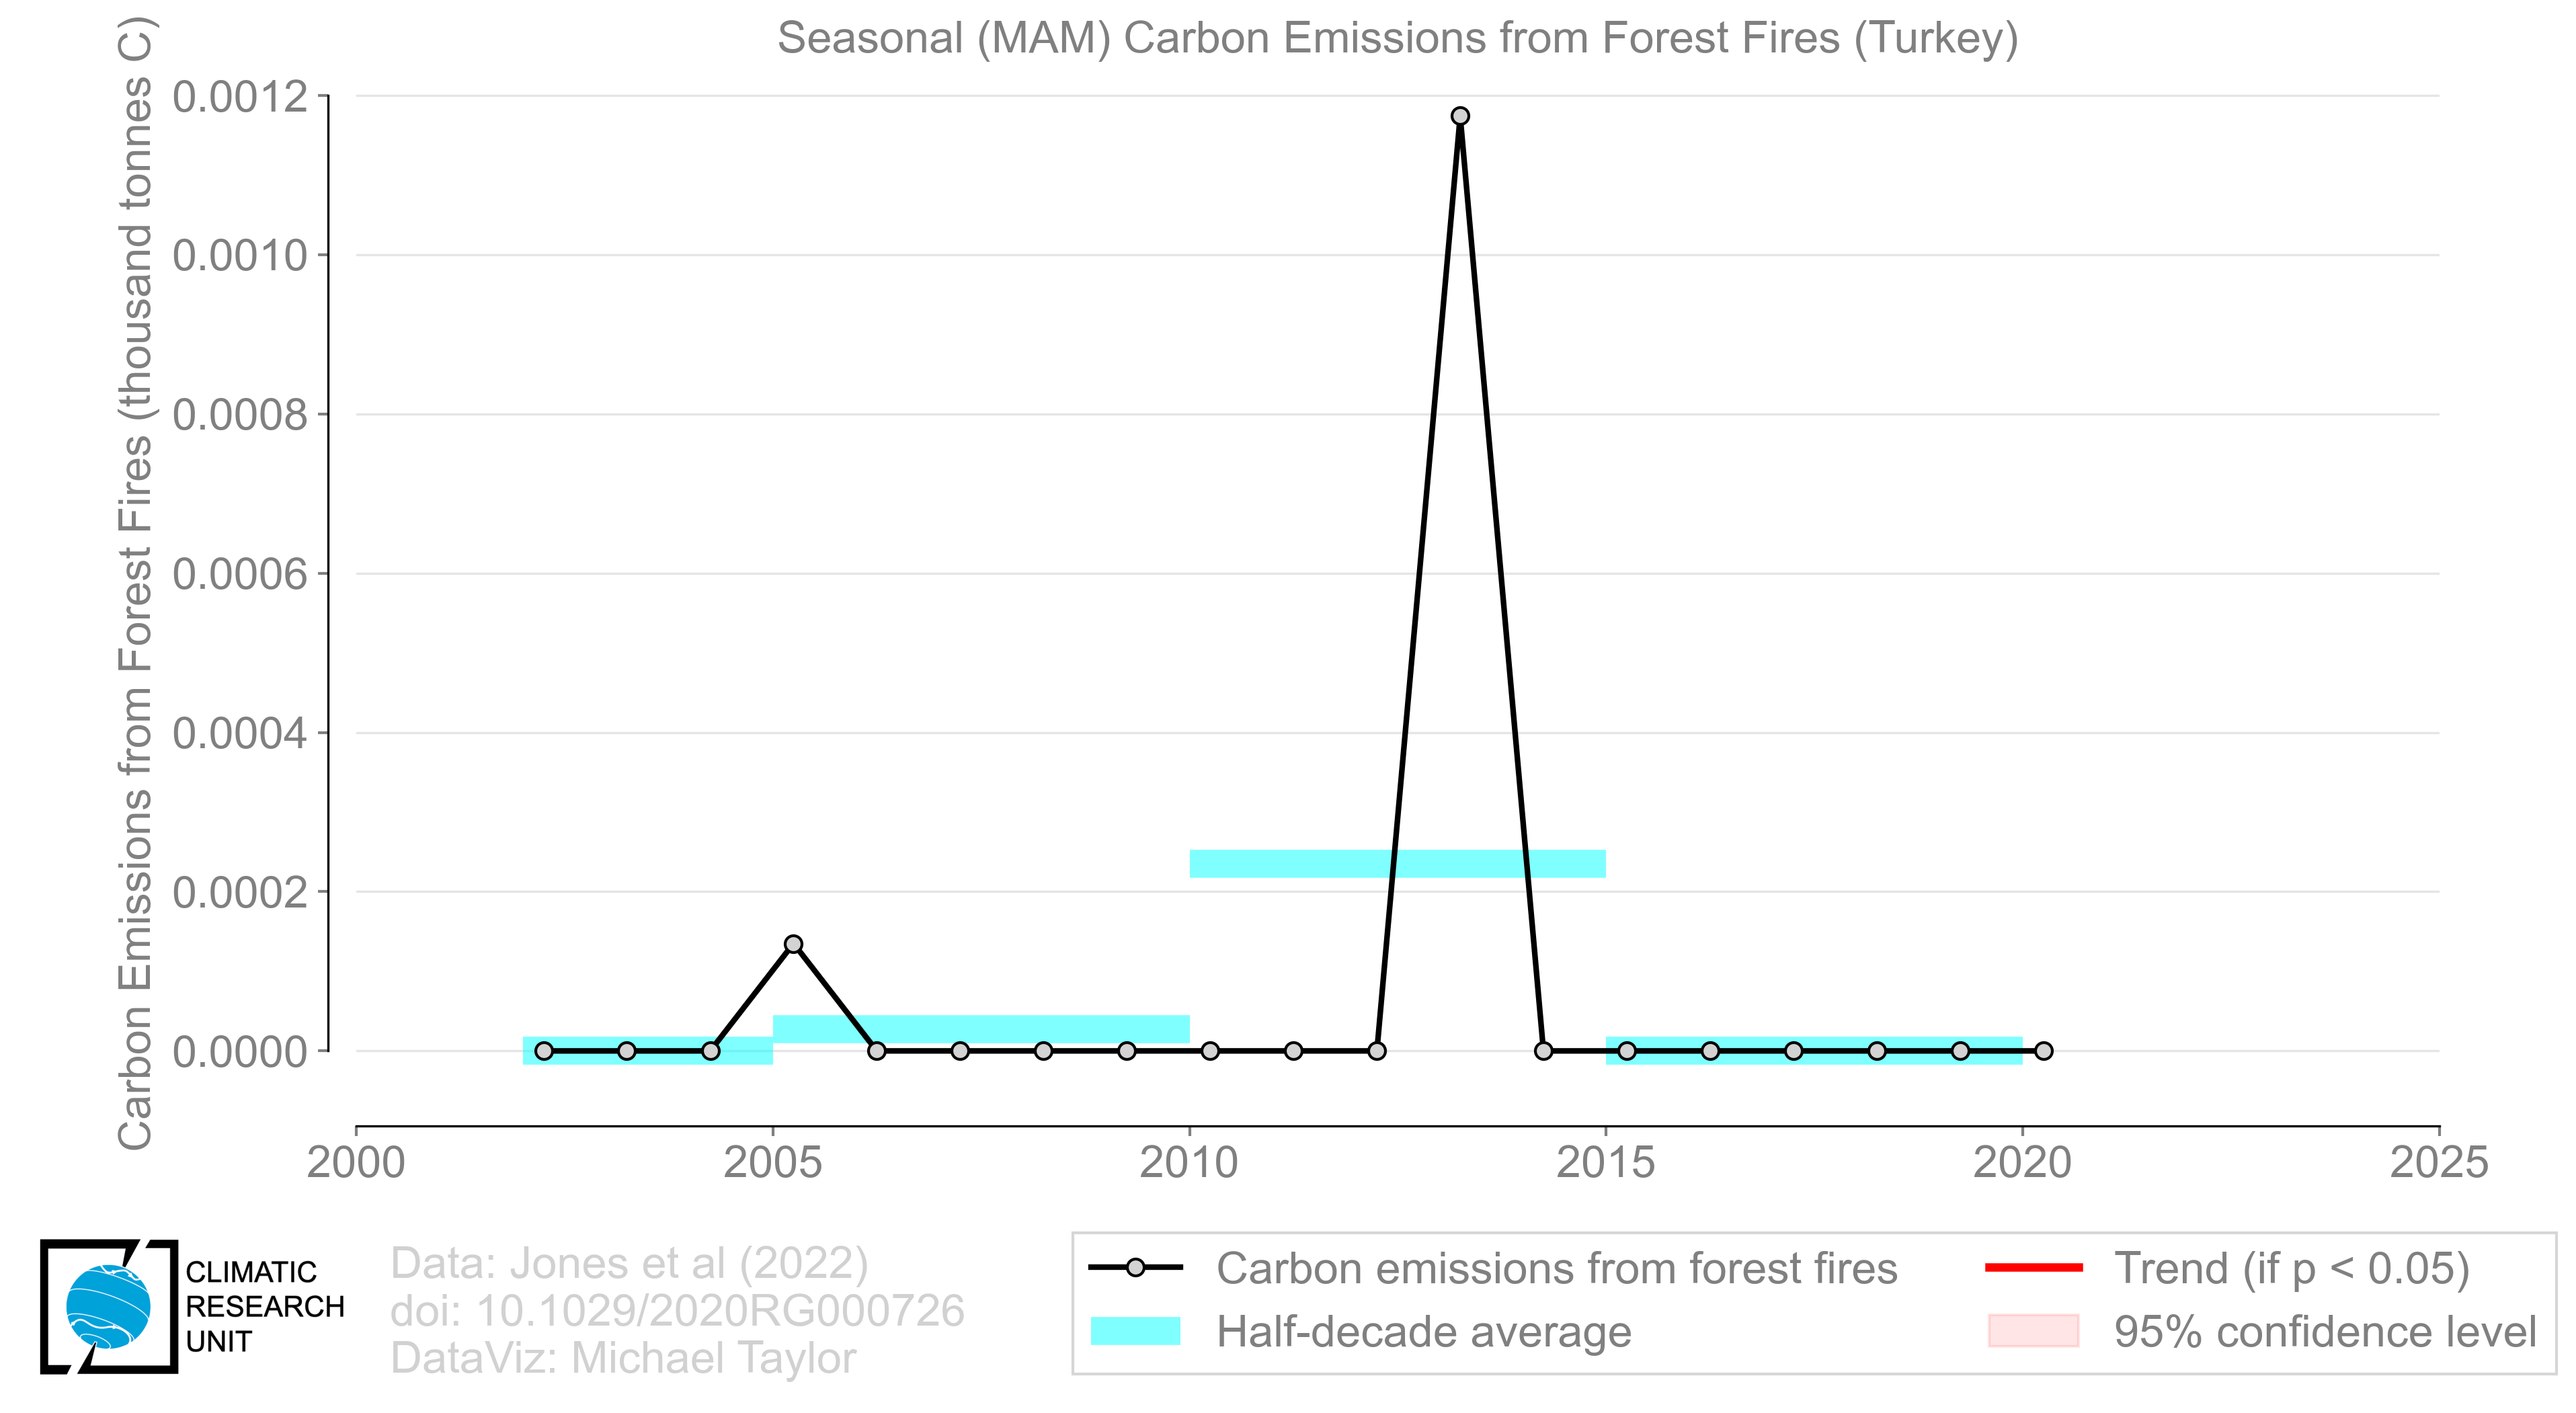 Seasonal (MAM) Carbon Emissions from Forest Fires (Turkey)
Carbon Emissions from Forest Fires (thousand tonnes C)
0.0012
0.0010
0.0008
0.0006
0.0004
0.0002
0.0000
2000 2005 2010 2015 2020 2025
CLIMATIC
RESEARCH
UNIT
Data: Jones et al (2022)
doi: 10.1029/2020RG000726
DataViz: Michael Taylor
Carbon emissions from forest fires
Half-decade average
Trend (if p < 0.05)
95% confidence level